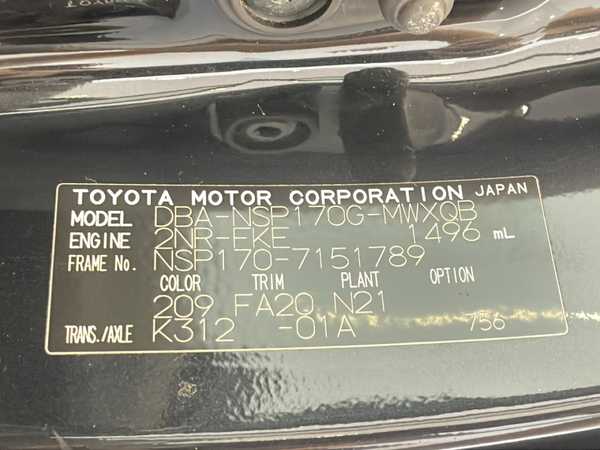 TOYOTA MOTOR CORPORATION JAPAN
MODEL DBA-NSP170G-MWXQB
ENGINE 2NR-FKE 1496 mL
FRAME No. NSP170-7151789
COLOR TRIM PLANT OPTION
209 FA20 N21
TRANS./AXLE K312 -01A 756